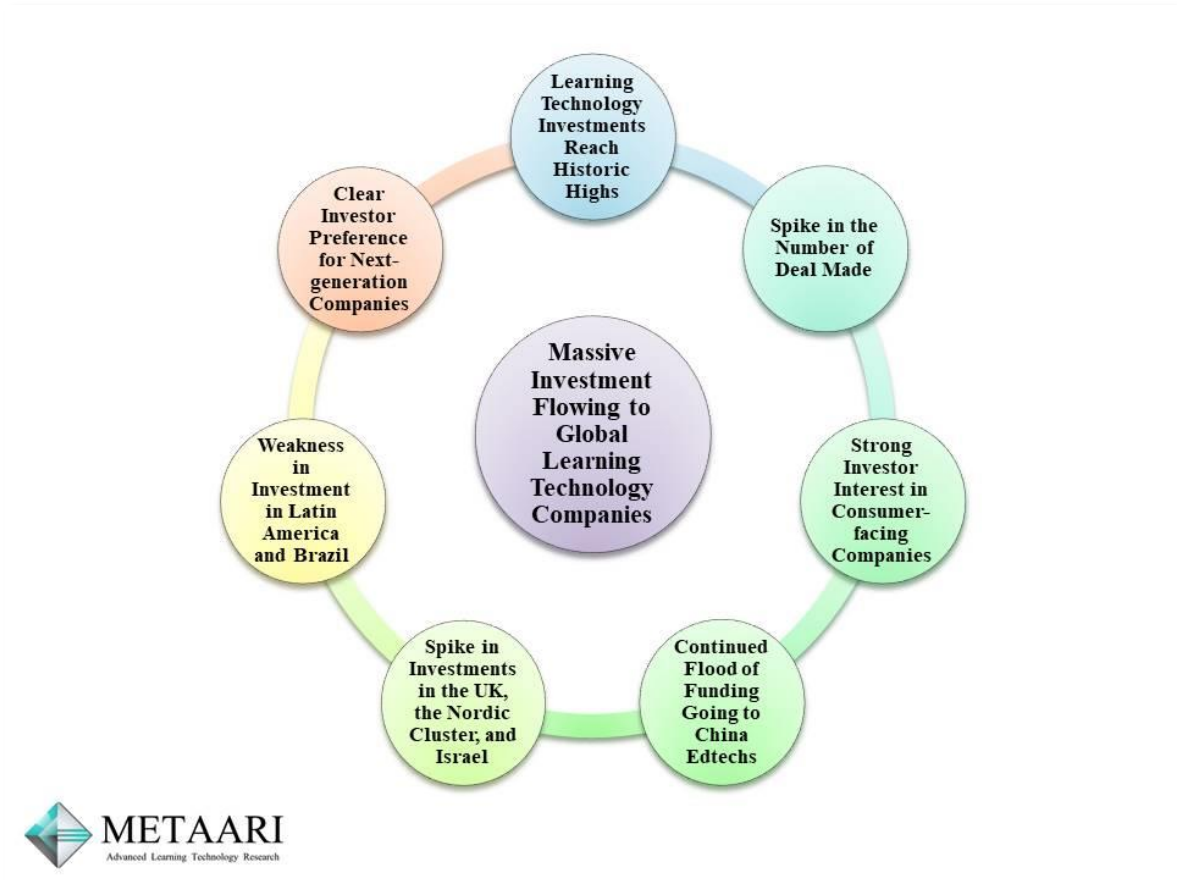 Learning
Technology
Investments
Reach
Historic
Highs
Spike in the
Number of
Deal Made
Strong
Investor
Interest in
Consumer-
facing
Companies
Continued
Flood of
Funding
Going to
China
Edtechs
Spike in
Investments
in the UK,
the Nordic
Cluster, and
Israel
Weakness
in
Investment
in Latin
America
and Brazil
Clear
Investor
Preference
for Next-
generation
Companies
Massive
Investment
Flowing to
Global
Learning
Technology
Companies
METAARI
Advanced Learning Technology Research